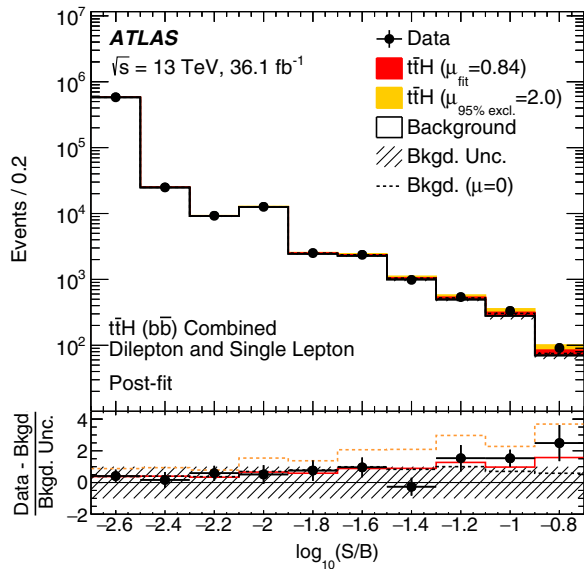 ATLAS
√s = 13 TeV, 36.1 fb⁻¹
Data
tt̄H (μ_fit=0.84)
tt̄H (μ_95% excl.=2.0)
Background
Bkgd. Unc.
Bkgd. (μ=0)
tt̄H (bb̄) Combined
Dilepton and Single Lepton
Post-fit
Events / 0.2
10⁶
10⁵
10⁴
10³
10²
Data - Bkgd
Bkgd. Unc.
4
2
0
−2
−2.6 −2.4 −2.2 −2 −1.8 −1.6 −1.4 −1.2 −1 −0.8
log₁₀(S/B)